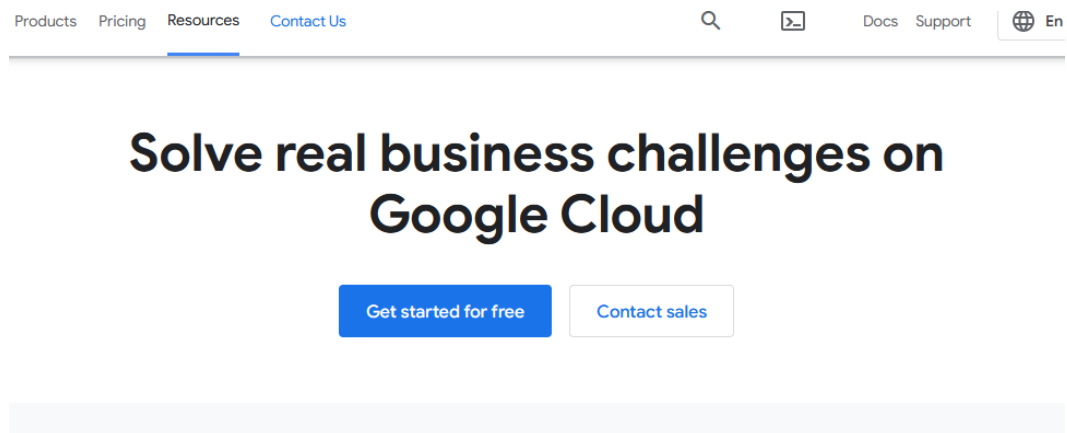 Products Pricing Resources Contact Us Docs Support En
Solve real business challenges on
Google Cloud
Get started for free Contact sales